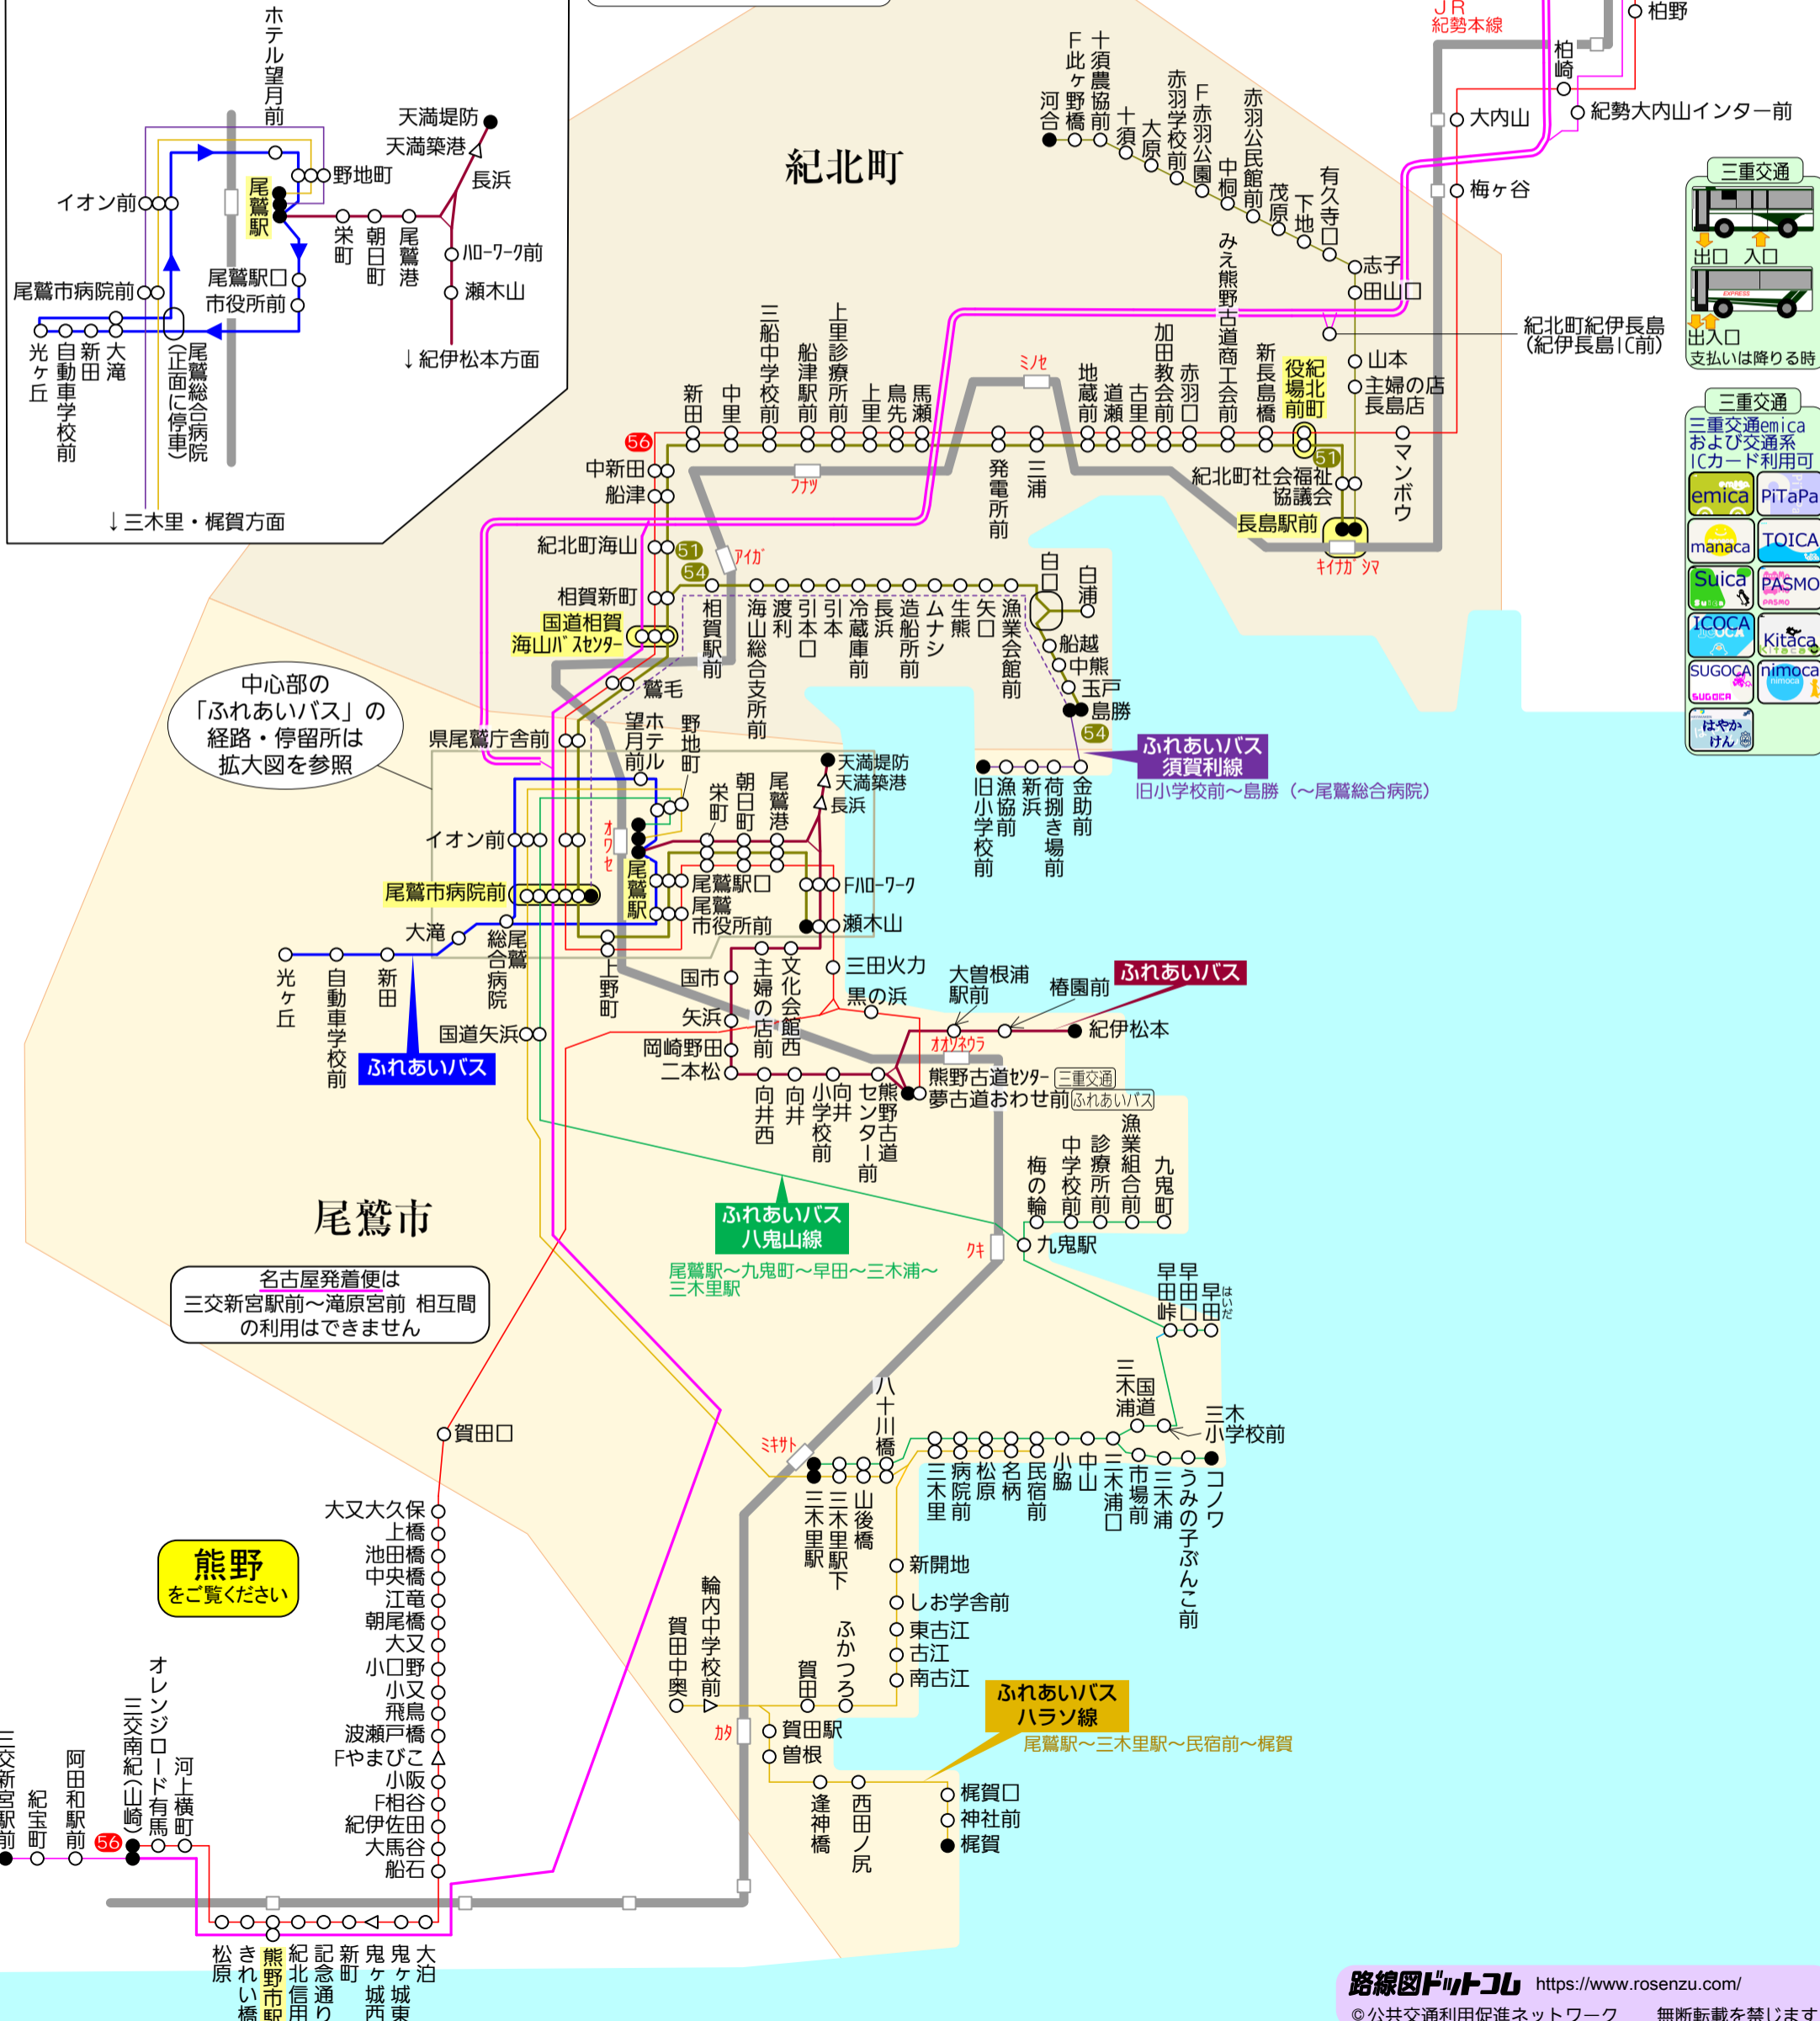 ホテル望月前
天満堤防
天満築港
長浜
野地町
尾鷲駅
イオン前
栄町
朝日町
尾鷲港
ﾊﾛｰﾜｰｸ前
尾鷲駅口
市役所前
尾鷲市病院前
瀬木山
↓紀伊松本方面
光ヶ丘
自動車学校前
新田
大滝
尾鷲総合病院
(正面に停車)
↓三木里・梶賀方面
紀北町
河合
F此ヶ野橋
十須農協前
十須
大原
赤羽学校前
F赤羽公園
中桐
赤羽公民館前
茂原
下地
有久寺口
志子
田山口
山本
主婦の店
長島店
JR
紀勢本線
柏野
柏崎
大内山
紀勢大内山インター前
梅ヶ谷
紀北町紀伊長島
(紀伊長島IC前)
三重交通
出口 入口
EXPRESS
出入口
支払いは降りる時
三重交通
三重交通emica
および交通系
ICカード利用可
emica
PiTaPa
manaca
TOICA
Suica
PASMO
ICOCA
Kitaca
SUGOCA
nimoca
はやかけん
56
新田
中里
三船中学校前
船津駅前
上里診療所前
上里
鳥先
馬瀬
発電所前
三浦
地蔵前
道瀬
古里
加田教会前
赤羽口
みえ熊野古道商工会前
新長島橋
紀北町役場前
51
マンボウ
ﾐﾉｾ
ﾌﾅﾂ
ｱｲｶﾞ
ｷｲﾅｶﾞｼﾏ
紀北町社会福祉
協議会
長島駅前
中新田
船津
紀北町海山
51
54
相賀新町
国道相賀
海山ﾊﾞｽｾﾝﾀｰ
相賀駅前
海山総合支所前
渡利
引本口
引本
冷蔵庫前
長浜
造船所前
ムナシ
生熊
矢口
漁業会館前
白口
白浦
船越
中熊
玉戸
島勝
54
ふれあいバス
須賀利線
旧小学校前～島勝(～尾鷲総合病院)
旧小学校前
漁協前
新浜
荷捌き場前
金助前
中心部の
「ふれあいバス」の
経路・停留所は
拡大図を参照
鷲毛
県尾鷲庁舎前
ホテル望月前
野地町
栄町
朝日町
尾鷲港
天満堤防
天満築港
長浜
イオン前
ｵﾜｾ
尾鷲駅
尾鷲市病院前
尾鷲駅口
尾鷲
市役所前
Fﾊﾛｰﾜｰｸ
瀬木山
大滝
尾鷲総合病院
光ヶ丘
自動車学校前
新田
上野町
国道矢浜
ふれあいバス
国市
矢浜
岡崎野田
二本松
主婦の店前
文化会館西
三田火力
黒の浜
大曽根浦
駅前
椿園前
ふれあいバス
紀伊松本
ｵｵｿﾈｳﾗ
熊野古道ｾﾝﾀｰ 三重交通
夢古道おわせ前 ふれあいバス
向井西
向井
向井小学校前
熊野古道センター前
尾鷲市
ふれあいバス
八鬼山線
尾鷲駅～九鬼町～早田～三木浦～
三木里駅
梅の輪
中学校前
診療所前
漁業組合前
九鬼町
ｸｷ
九鬼駅
早田峠
早田口
早田
はいだ
名古屋発着便は
三交新宮駅前～滝原宮前 相互間
の利用はできません
賀田口
ﾐｷｻﾄ
八十川橋
三木里駅
三木里駅下
山後橋
三木里
病院前
松原
名柄
民宿前
小脇
中山
三木浦口
国道三木浦
三木
小学校前
市場前
三木浦
うみの子ぶんこ前
コノワ
新開地
しお学舎前
東古江
古江
南古江
賀田中奥
輪内中学校前
賀田
ふかつろ
ｶﾀ
賀田駅
曽根
逢神橋
西田ノ尻
ふれあいバス
ハラソ線
尾鷲駅～三木里駅～民宿前～梶賀
梶賀口
神社前
梶賀
熊野
をご覧ください
大又大久保
上橋
池田橋
中央橋
江竜
朝尾橋
大又
小口野
小又
飛鳥
波瀬戸橋
Fやまびこ
小阪
F相谷
紀伊佐田
大馬谷
船石
三交新宮駅前
紀宝町
阿田和駅前
56
三交南紀(山崎)
オレンジロード有馬
河上横町
松原
きれい橋
熊野市駅
紀北信用
記念通り
新町
鬼ヶ城西
鬼ヶ城東
大泊
路線図ドットコム https://www.rosenzu.com/
©公共交通利用促進ネットワーク 無断転載を禁じます